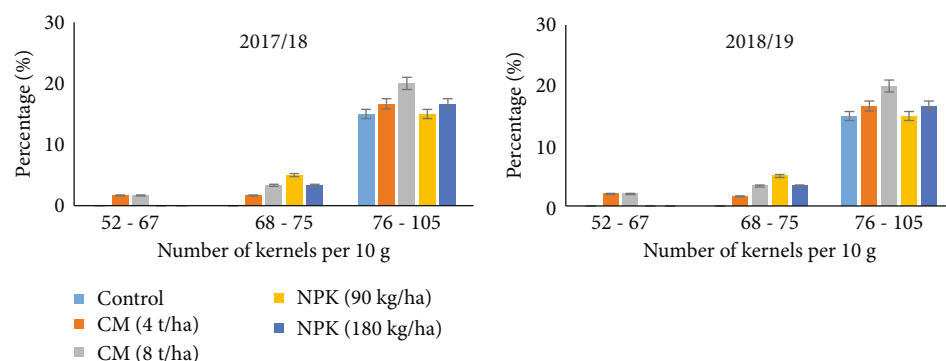 2017/18
Percentage (%)
30
20
10
0
52 - 67
68 - 75
76 - 105
Number of kernels per 10 g
2018/19
Percentage (%)
30
20
10
0
52 - 67
68 - 75
76 - 105
Number of kernels per 10 g
Control
CM (4 t/ha)
CM (8 t/ha)
NPK (90 kg/ha)
NPK (180 kg/ha)